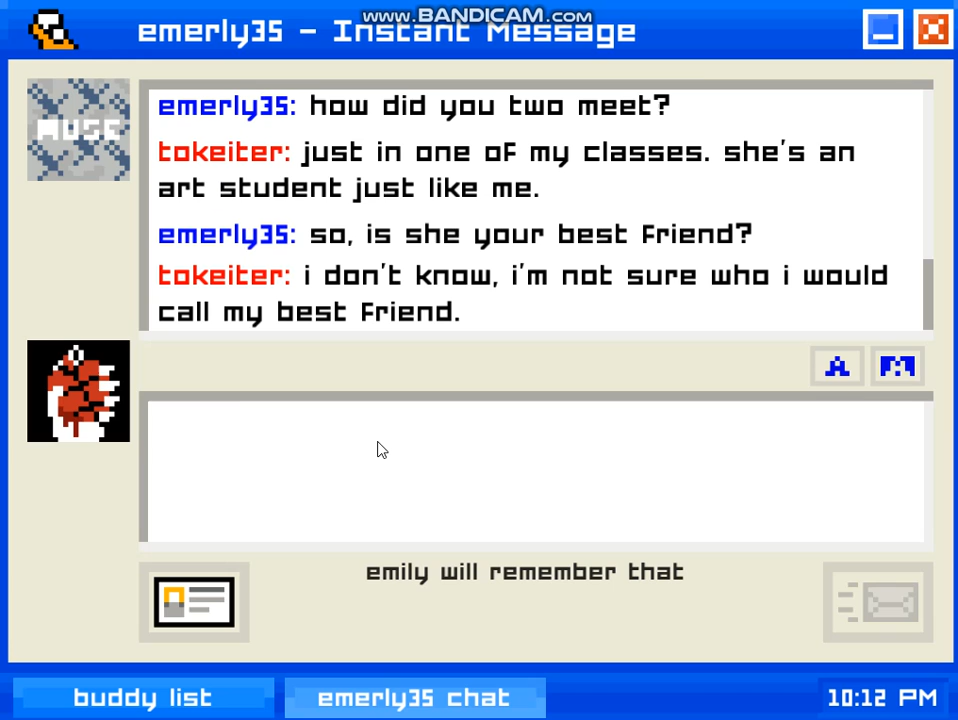 www.BANDICAM.com
emerly35 - Instant Message
MUSE
emerly35: how did you two meet?
tokeiter: just in one of my classes. she's an
art student just like me.
emerly35: so, is she your best friend?
tokeiter: i don't know, i'm not sure who i would
call my best friend.
A
emily will remember that
buddy list
emerly35 chat
10:12 PM